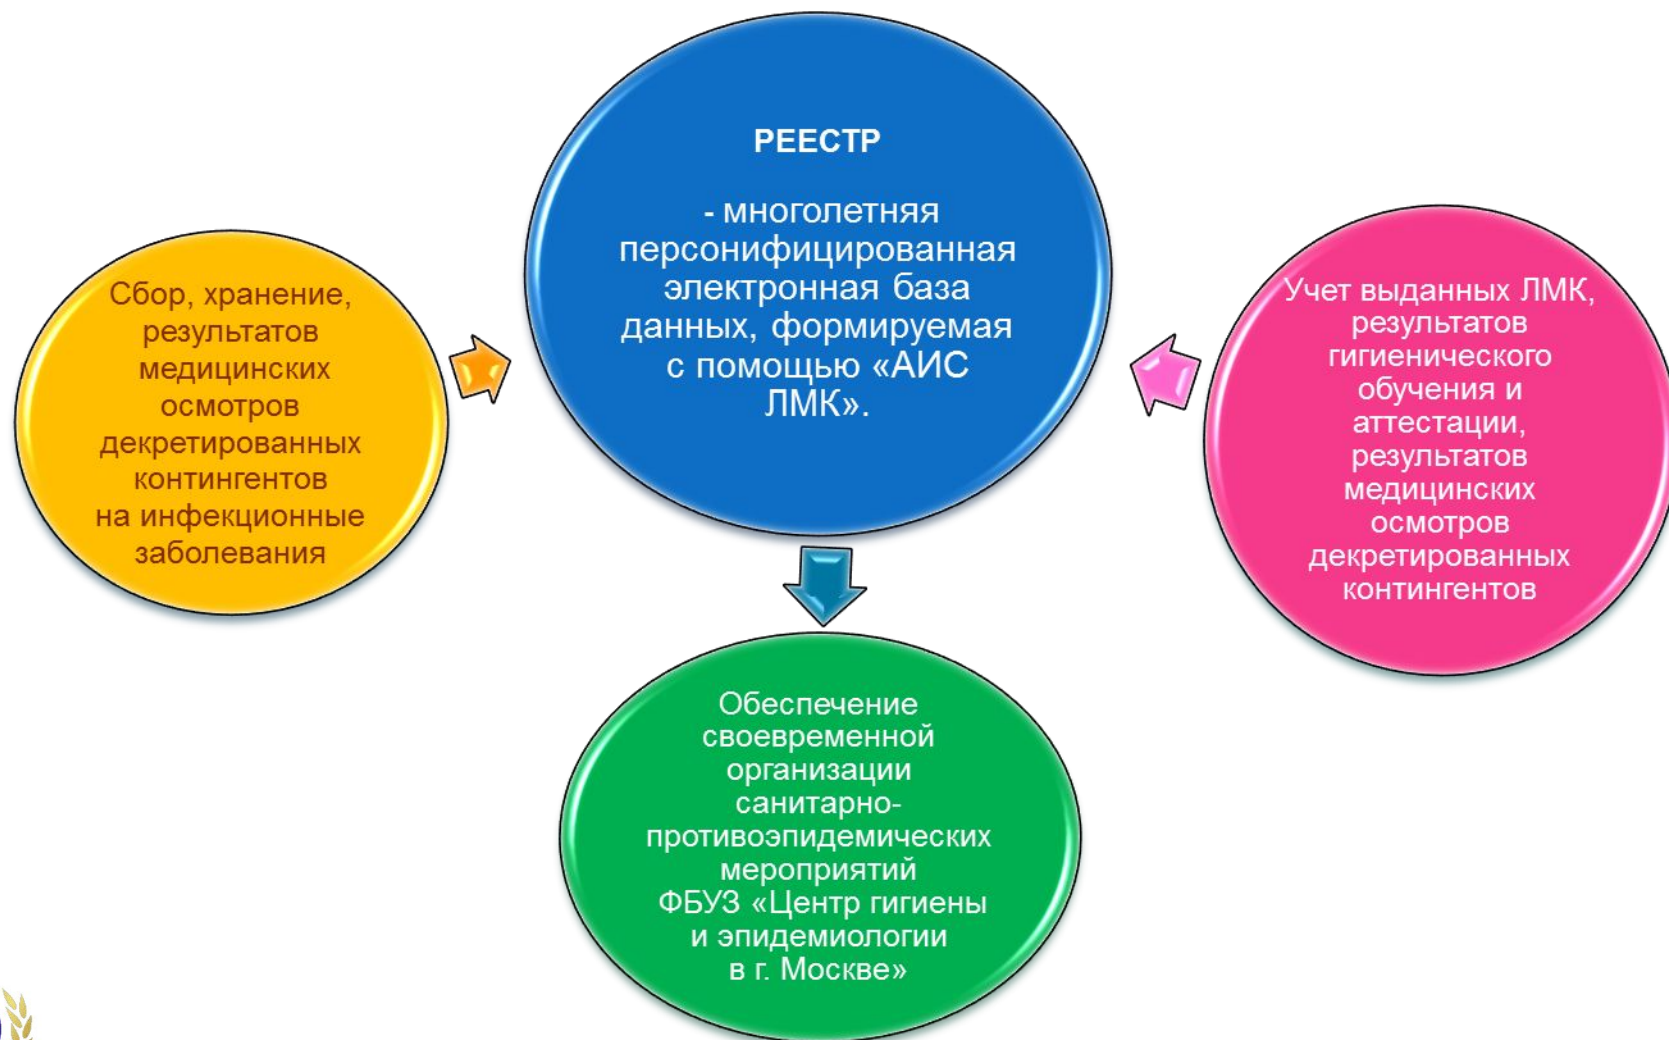 РЕЕСТР
- многолетняя
персонифицированная
электронная база
данных, формируемая
с помощью «АИС
ЛМК».
Сбор, хранение,
результатов
медицинских
осмотров
декретированных
контингентов
на инфекционные
заболевания
Учет выданных ЛМК,
результатов
гигиенического
обучения и
аттестации,
результатов
медицинских
осмотров
декретированных
контингентов
Обеспечение
своевременной
организации
санитарно-
противоэпидемических
мероприятий
ФБУЗ «Центр гигиены
и эпидемиологии
в г. Москве»